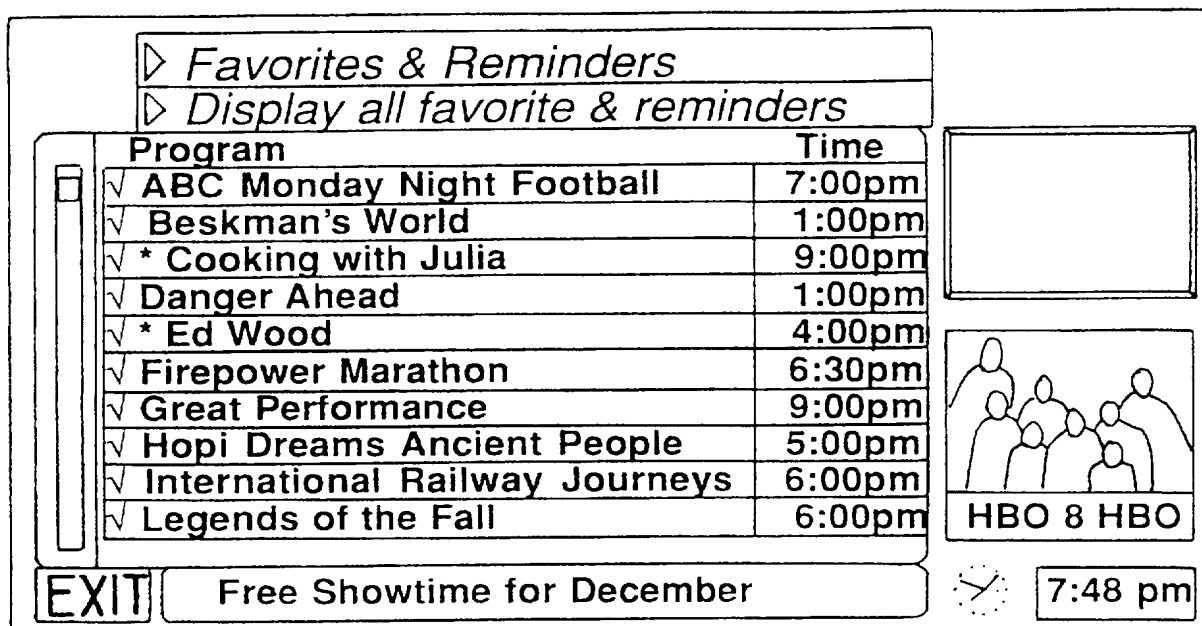 ▷ Favorites & Reminders
▷ Display all favorite & reminders
Program Time
√ ABC Monday Night Football 7:00pm
√ Beskman's World 1:00pm
√ * Cooking with Julia 9:00pm
√ Danger Ahead 1:00pm
√ * Ed Wood 4:00pm
√ Firepower Marathon 6:30pm
√ Great Performance 9:00pm
√ Hopi Dreams Ancient People 5:00pm
√ International Railway Journeys 6:00pm
√ Legends of the Fall 6:00pm
HBO 8 HBO
EXIT Free Showtime for December 7:48 pm